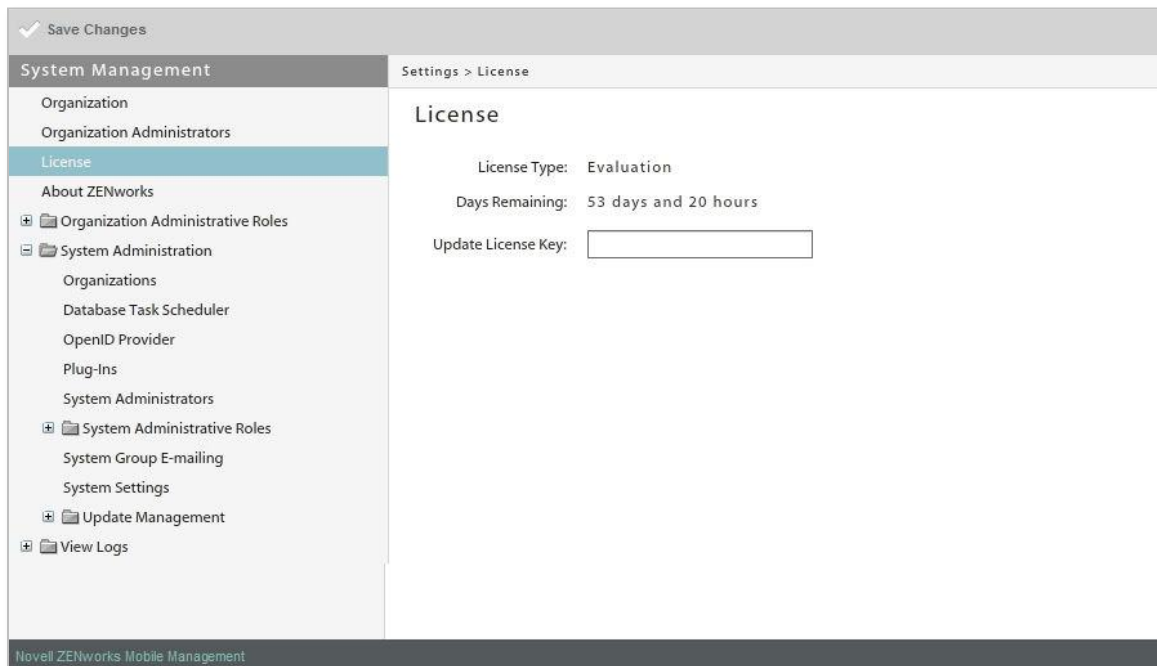 Save Changes
System Management
Settings > License
Organization
Organization Administrators
License
About ZENworks
Organization Administrative Roles
System Administration
Organizations
Database Task Scheduler
OpenID Provider
Plug-Ins
System Administrators
System Administrative Roles
System Group E-mailing
System Settings
Update Management
View Logs
License
License Type: Evaluation
Days Remaining: 53 days and 20 hours
Update License Key:
Novell ZENworks Mobile Management